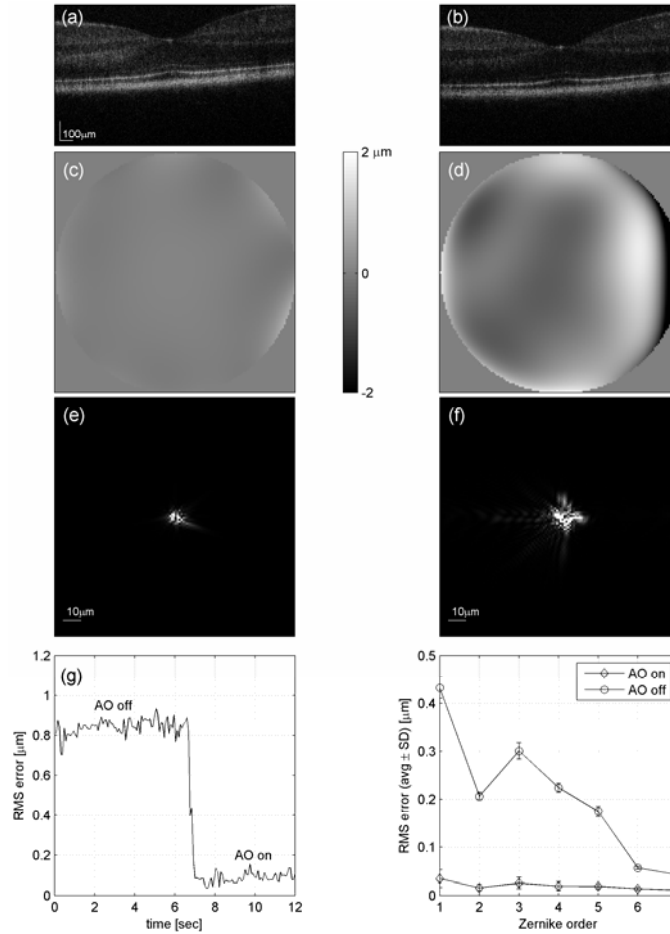 (a)
(b)
100μm
(c)
2 μm
(d)
0
-2
(e)
(f)
10μm
10μm
(g)
AO off
AO on
RMS error [μm]
1.2
1
0.8
0.6
0.4
0.2
0
0 2 4 6 8 10 12
time [sec]
AO on
AO off
RMS error (avg ± SD) [μm]
0.5
0.4
0.3
0.2
0.1
0
1 2 3 4 5 6
Zernike order